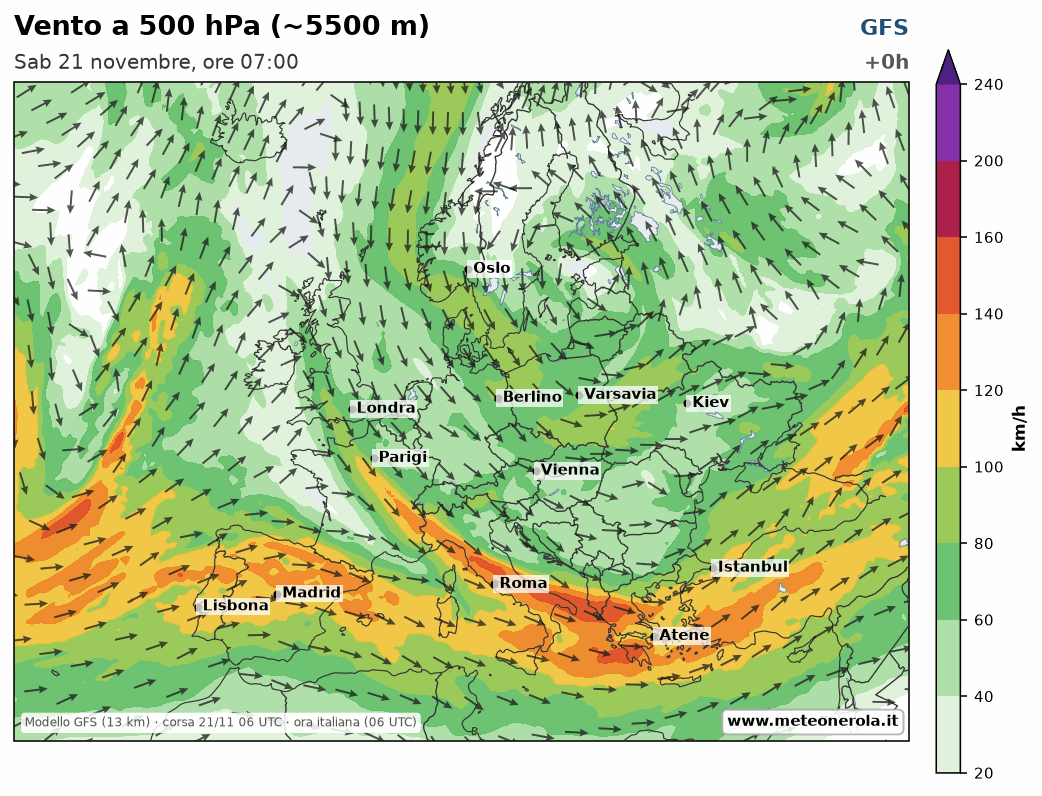 Vento a 500 hPa (~5500 m)
GFS
Sab 21 novembre, ore 07:00
+0h
240
200
160
140
120
100
80
60
40
20
km/h
Oslo
Berlino
Varsavia
Kiev
Londra
Parigi
Vienna
Istanbul
Roma
Madrid
Lisbona
Atene
Modello GFS (13 km) · corsa 21/11 06 UTC · ora italiana (06 UTC)
www.meteonerola.it